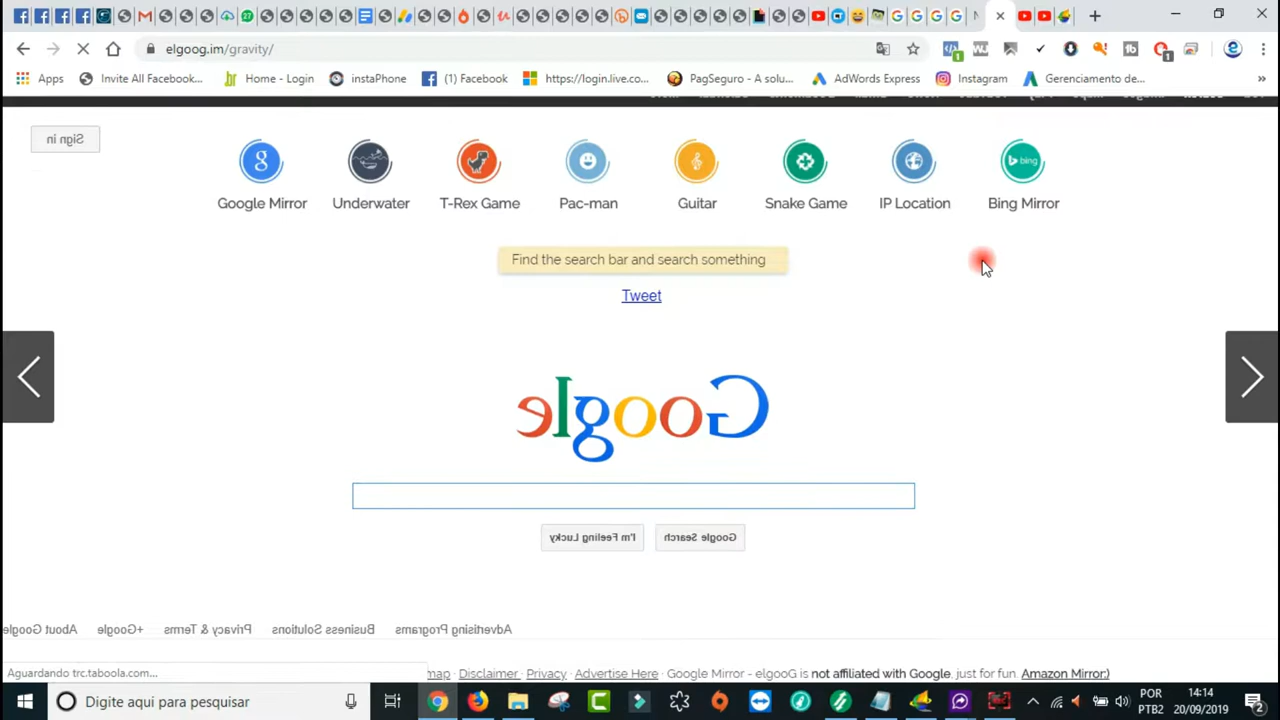 elgoog.im/gravity/
Apps Invite All Facebook... Home - Login instaPhone (1) Facebook https://login.live.co... PagSeguro - A solu... AdWords Express Instagram Gerenciamento de... »
Sign in
Google Mirror Underwater T-Rex Game Pac-man Guitar Snake Game IP Location Bing Mirror
Find the search bar and search something
Tweet
Google
I'm Feeling Lucky Google Search
About Google Google+ Privacy & Terms Business Solutions Advertising Programs
Aguardando trc.taboola.com...
map - Disclaimer - Privacy - Advertise Here - Google Mirror - elgooG is not affiliated with Google, just for fun. Amazon Mirror:)
Digite aqui para pesquisar
POR
PTB2
14:14
20/09/2019
2